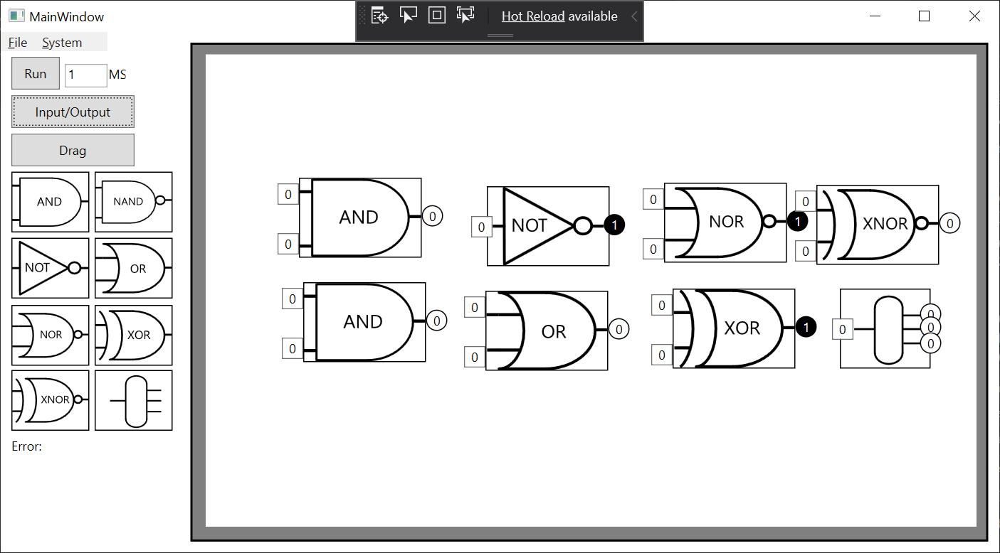 MainWindow
Hot Reload available
File System
Run 1 MS
Input/Output
Drag
AND NAND
NOT OR
NOR XOR
XNOR
Error:
0 AND 0
0
0 NOT 1
0 NOR 1
0
0 XNOR 0
0
0 AND 0
0
0 OR 0
0
0 XOR 1
0
0 0
0
0